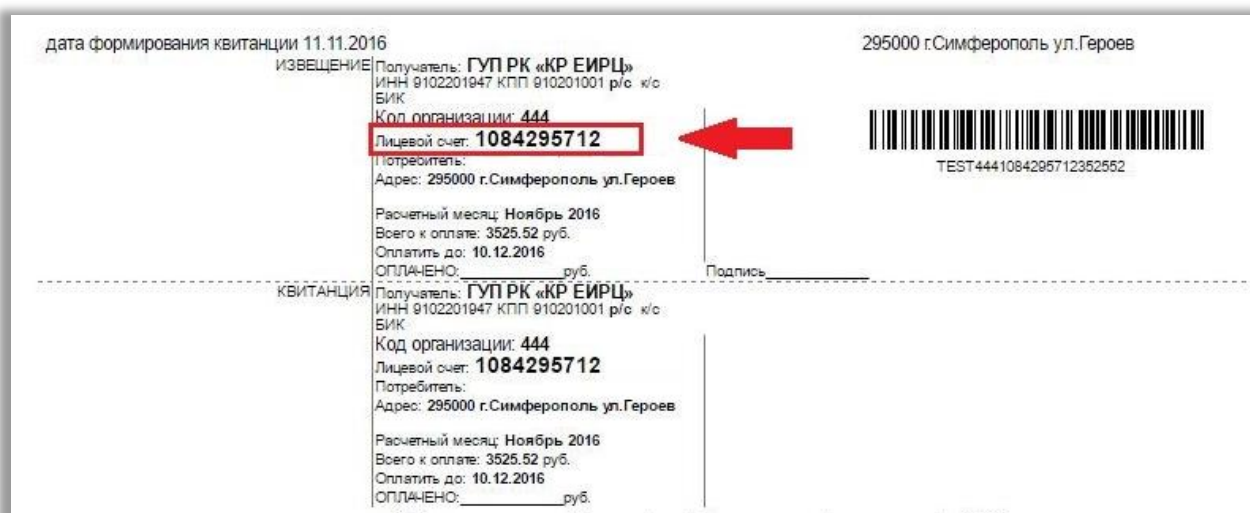 дата формирования квитанции 11.11.2016
295000 г.Симферополь ул.Героев
ИЗВЕЩЕНИЕ
Получатель: ГУП РК «КР ЕИРЦ»
ИНН 9102201947 КПП 910201001 р/с к/с
БИК
Код организации: 444
Лицевой счет: 1084295712
Потребитель:
Адрес: 295000 г.Симферополь ул.Героев
Расчетный месяц: Ноябрь 2016
Всего к оплате: 3525.52 руб.
Оплатить до: 10.12.2016
ОПЛАЧЕНО:____________руб.
Подпись____________
TEST4441084295712352552
КВИТАНЦИЯ
Получатель: ГУП РК «КР ЕИРЦ»
ИНН 9102201947 КПП 910201001 р/с к/с
БИК
Код организации: 444
Лицевой счет: 1084295712
Потребитель:
Адрес: 295000 г.Симферополь ул.Героев
Расчетный месяц: Ноябрь 2016
Всего к оплате: 3525.52 руб.
Оплатить до: 10.12.2016
ОПЛАЧЕНО:____________руб.